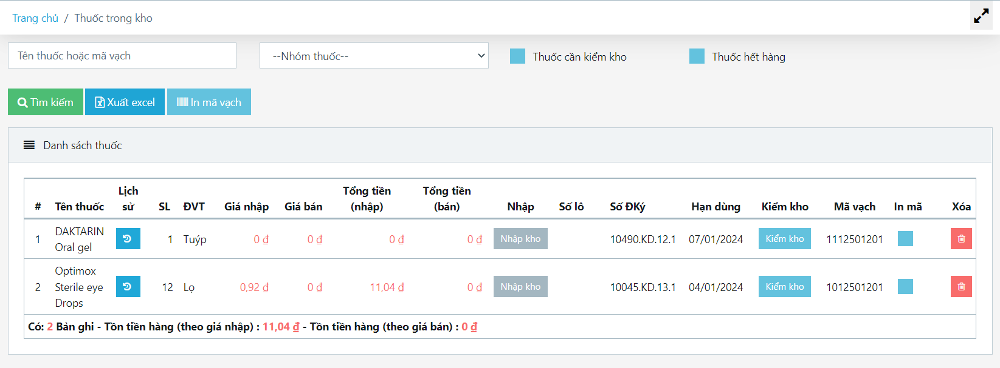 Trang chủ / Thuốc trong kho
Tên thuốc hoặc mã vạch
--Nhóm thuốc--
Thuốc cần kiểm kho
Thuốc hết hàng
Tìm kiếm
Xuất excel
In mã vạch
Danh sách thuốc
# Tên thuốc Lịch sử SL ĐVT Giá nhập Giá bán Tổng tiền (nhập) Tổng tiền (bán) Nhập Số lô Số ĐKý Hạn dùng Kiểm kho Mã vạch In mã Xóa
1 DAKTARIN Oral gel 1 Tuýp 0 ₫ 0 ₫ 0 ₫ 0 ₫ Nhập kho 10490.KD.12.1 07/01/2024 Kiểm kho 1112501201
2 Optimox Sterile eye Drops 12 Lọ 0,92 ₫ 0 ₫ 11,04 ₫ 0 ₫ Nhập kho 10045.KD.13.1 04/01/2024 Kiểm kho 1012501201
Có: 2 Bản ghi - Tồn tiền hàng (theo giá nhập) : 11,04 ₫ - Tồn tiền hàng (theo giá bán) : 0 ₫